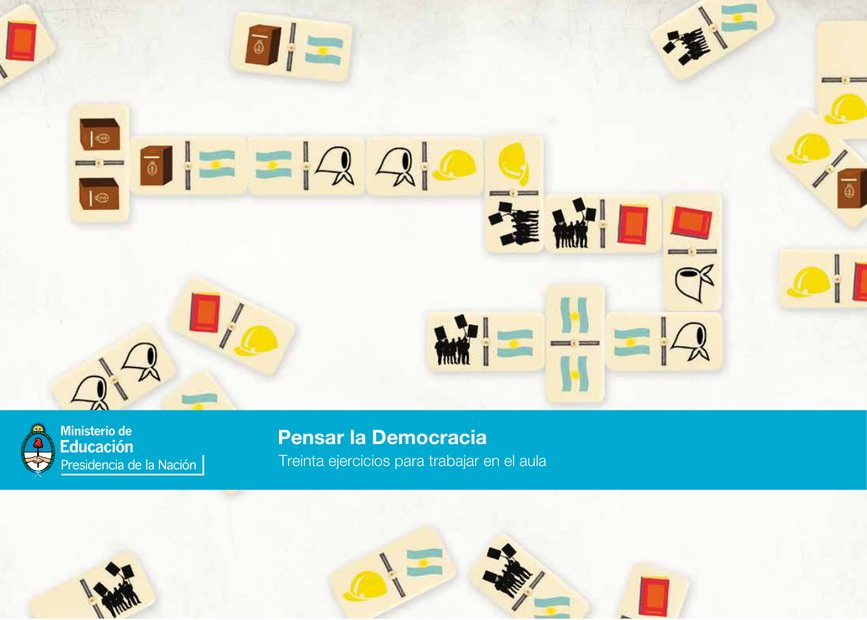 Ministerio de
Educación
Presidencia de la Nación
Pensar la Democracia
Treinta ejercicios para trabajar en el aula